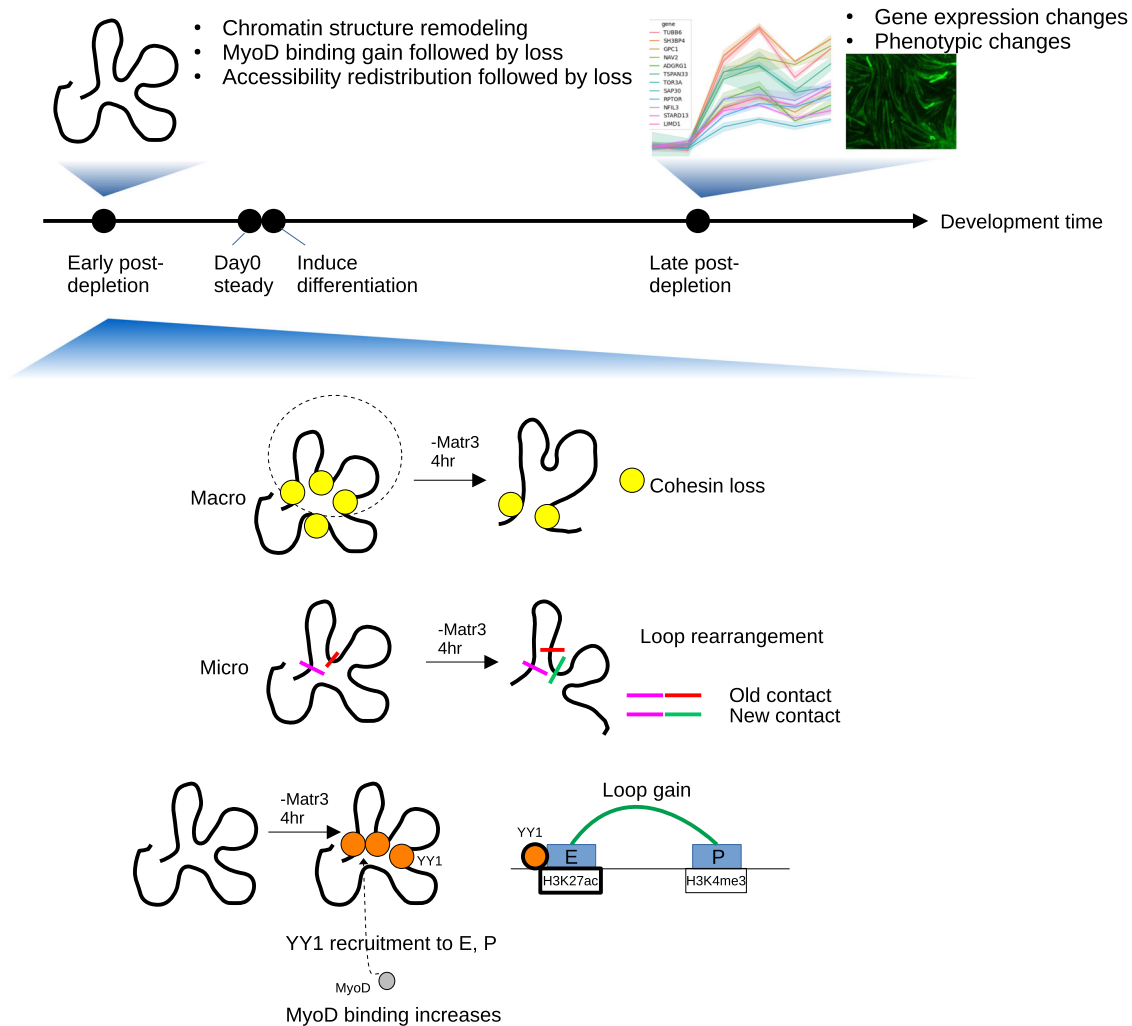 • Chromatin structure remodeling
• MyoD binding gain followed by loss
• Accessibility redistribution followed by loss
gene
TUBB6
SH3BP4
GPC1
NAV2
ADGRG1
TSPAN33
TOR3A
SAP30
RPTOR
NFIL3
STARD13
LIMD1
• Gene expression changes
• Phenotypic changes
Development time
Early post-
depletion
Day0
steady
Induce
differentiation
Late post-
depletion
Macro
-Matr3
4hr
Cohesin loss
Micro
-Matr3
4hr
Loop rearrangement
Old contact
New contact
-Matr3
4hr
YY1
Loop gain
YY1
E
P
H3K27ac
H3K4me3
YY1 recruitment to E, P
MyoD
MyoD binding increases